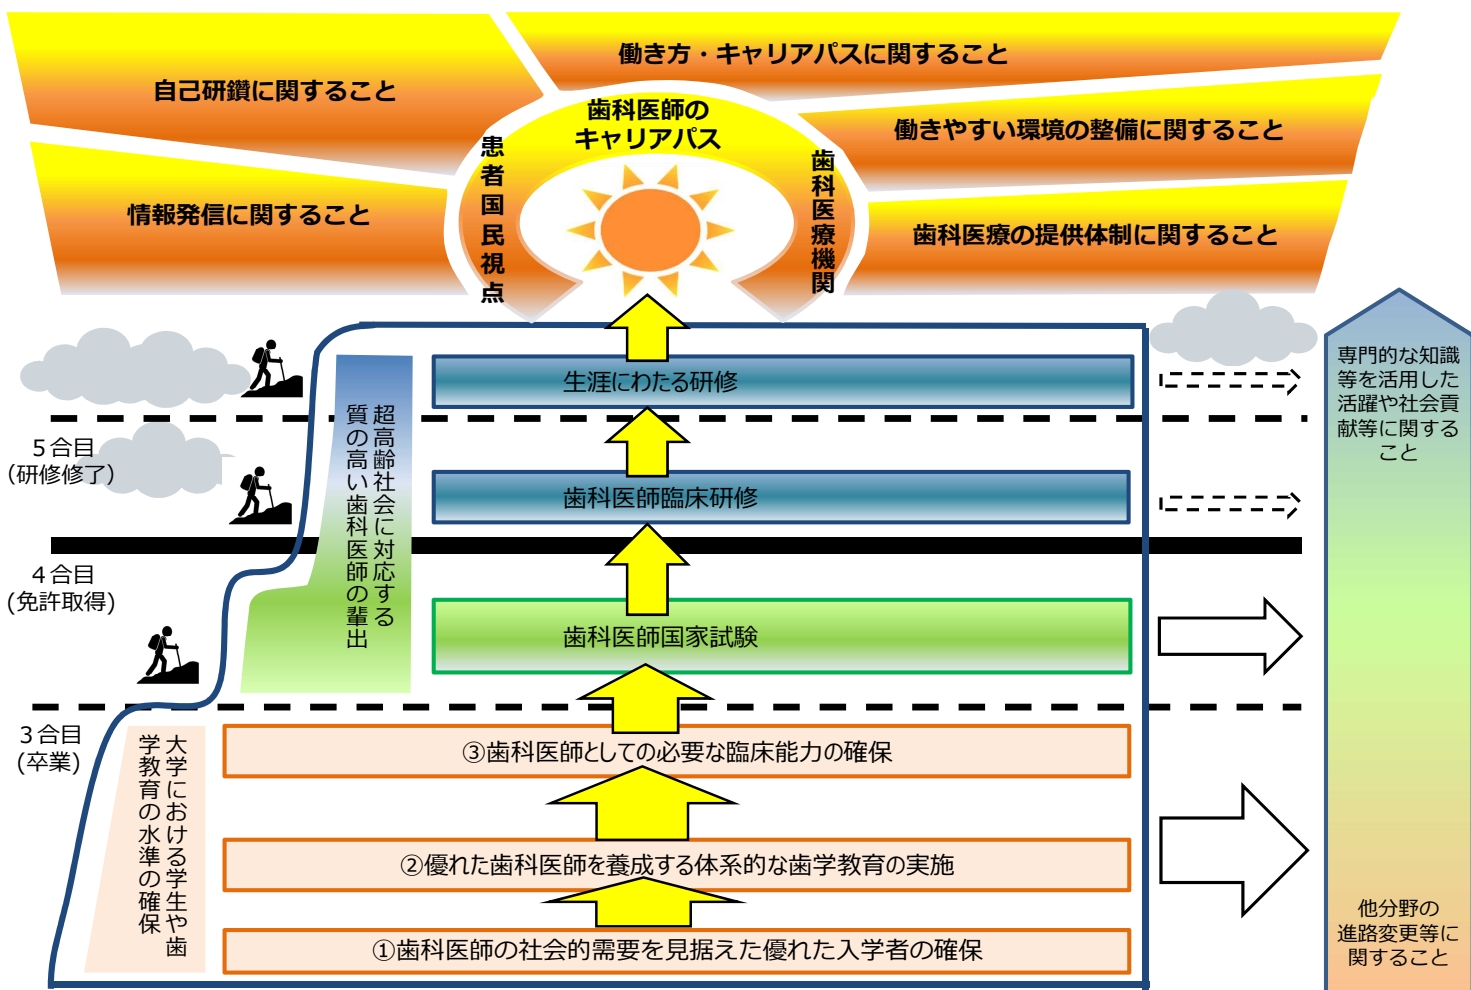 働き方・キャリアパスに関すること
自己研鑽に関すること
歯科医師の
キャリアパス
働きやすい環境の整備に関すること
患者国民視点
歯科医療機関
情報発信に関すること
歯科医療の提供体制に関すること
専門的な知識
等を活用した
活躍や社会貢
献等に関する
こと
生涯にわたる研修
超高齢社会に対応する
質の高い歯科医師の輩出
5合目
(研修修了)
歯科医師臨床研修
4合目
(免許取得)
歯科医師国家試験
3合目
(卒業)
大学における学生や歯
学教育の水準の確保
③歯科医師としての必要な臨床能力の確保
②優れた歯科医師を養成する体系的な歯学教育の実施
①歯科医師の社会的需要を見据えた優れた入学者の確保
他分野の
進路変更等に
関すること